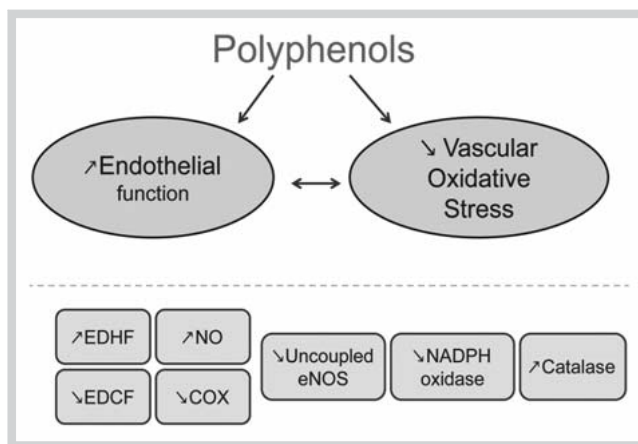 Polyphenols
↗Endothelial
function
↘ Vascular
Oxidative
Stress
↗EDHF
↗NO
↘EDCF
↘COX
↘Uncoupled
eNOS
↘NADPH
oxidase
↗Catalase